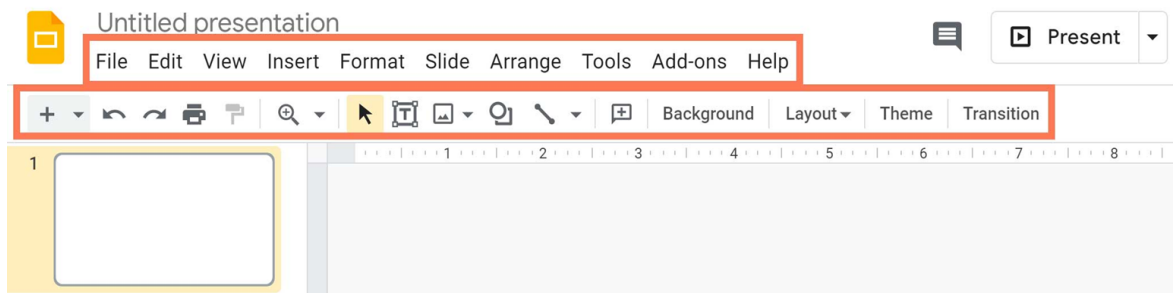 Untitled presentation
File Edit View Insert Format Slide Arrange Tools Add-ons Help
Present
Background Layout Theme Transition
1
1 2 3 4 5 6 7 8